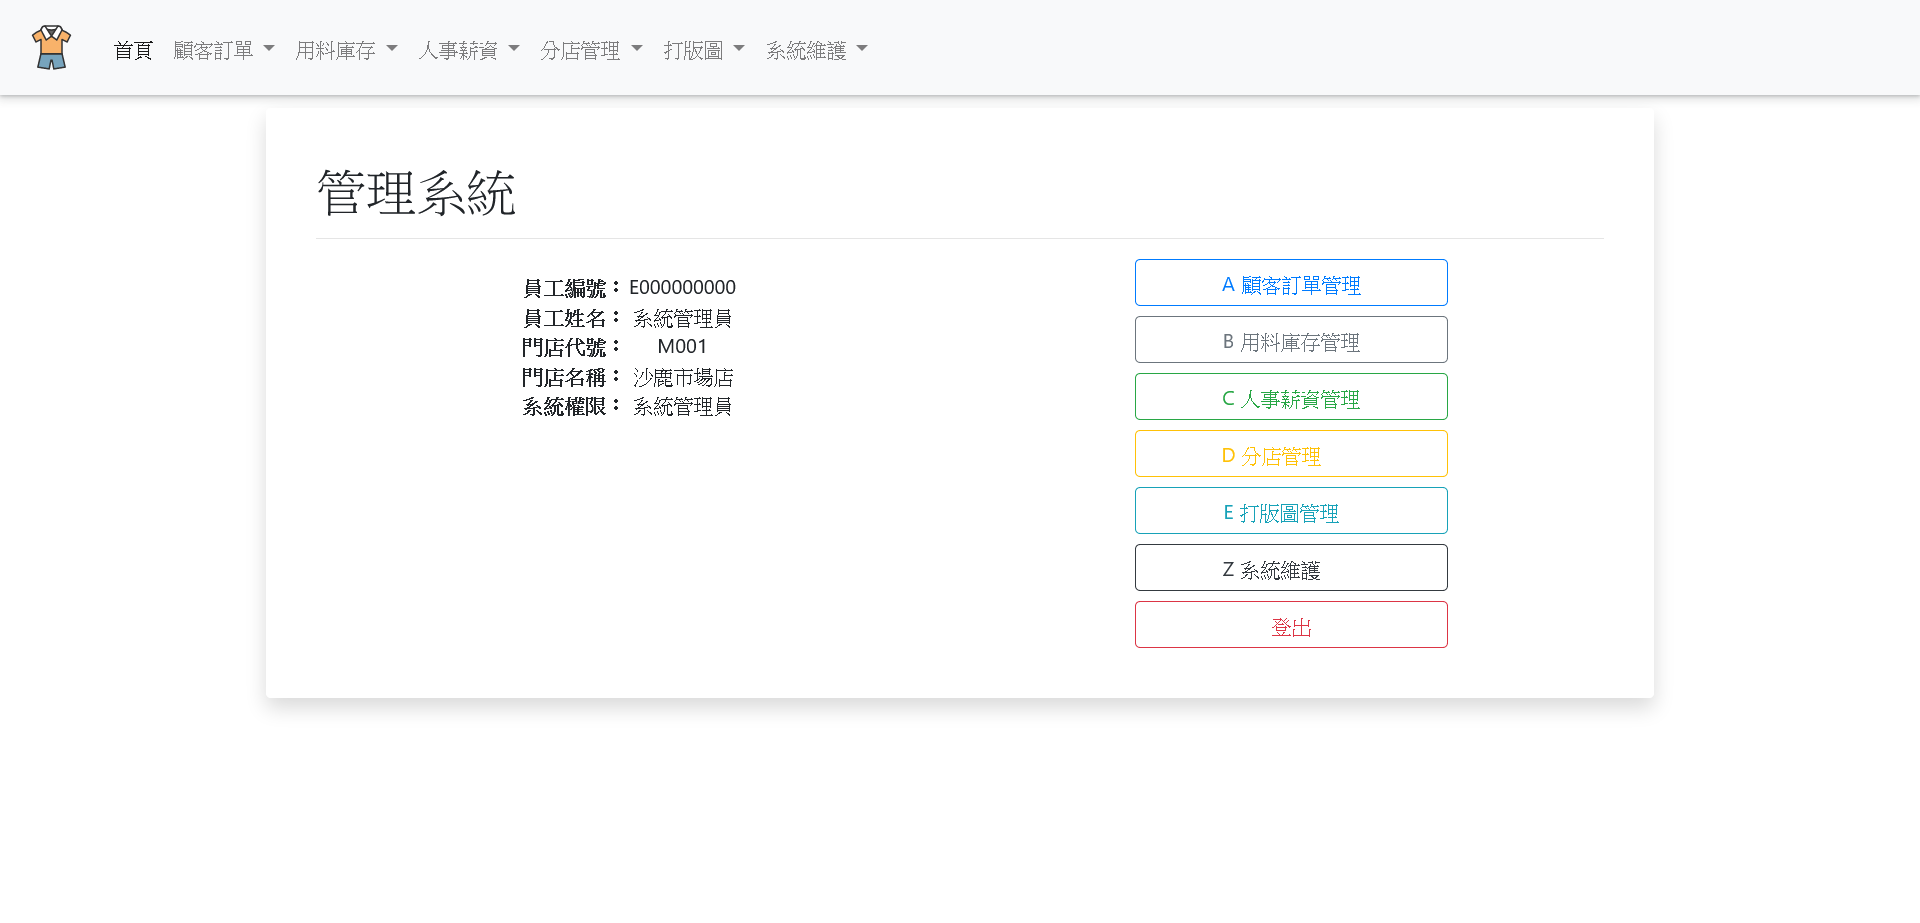 首頁 顧客訂單 用料庫存 人事薪資 分店管理 打版圖 系統維護
管理系統
員工編號： E000000000
員工姓名： 系統管理員
門店代號： M001
門店名稱： 沙鹿市場店
系統權限： 系統管理員
A 顧客訂單管理
B 用料庫存管理
C 人事薪資管理
D 分店管理
E 打版圖管理
Z 系統維護
登出